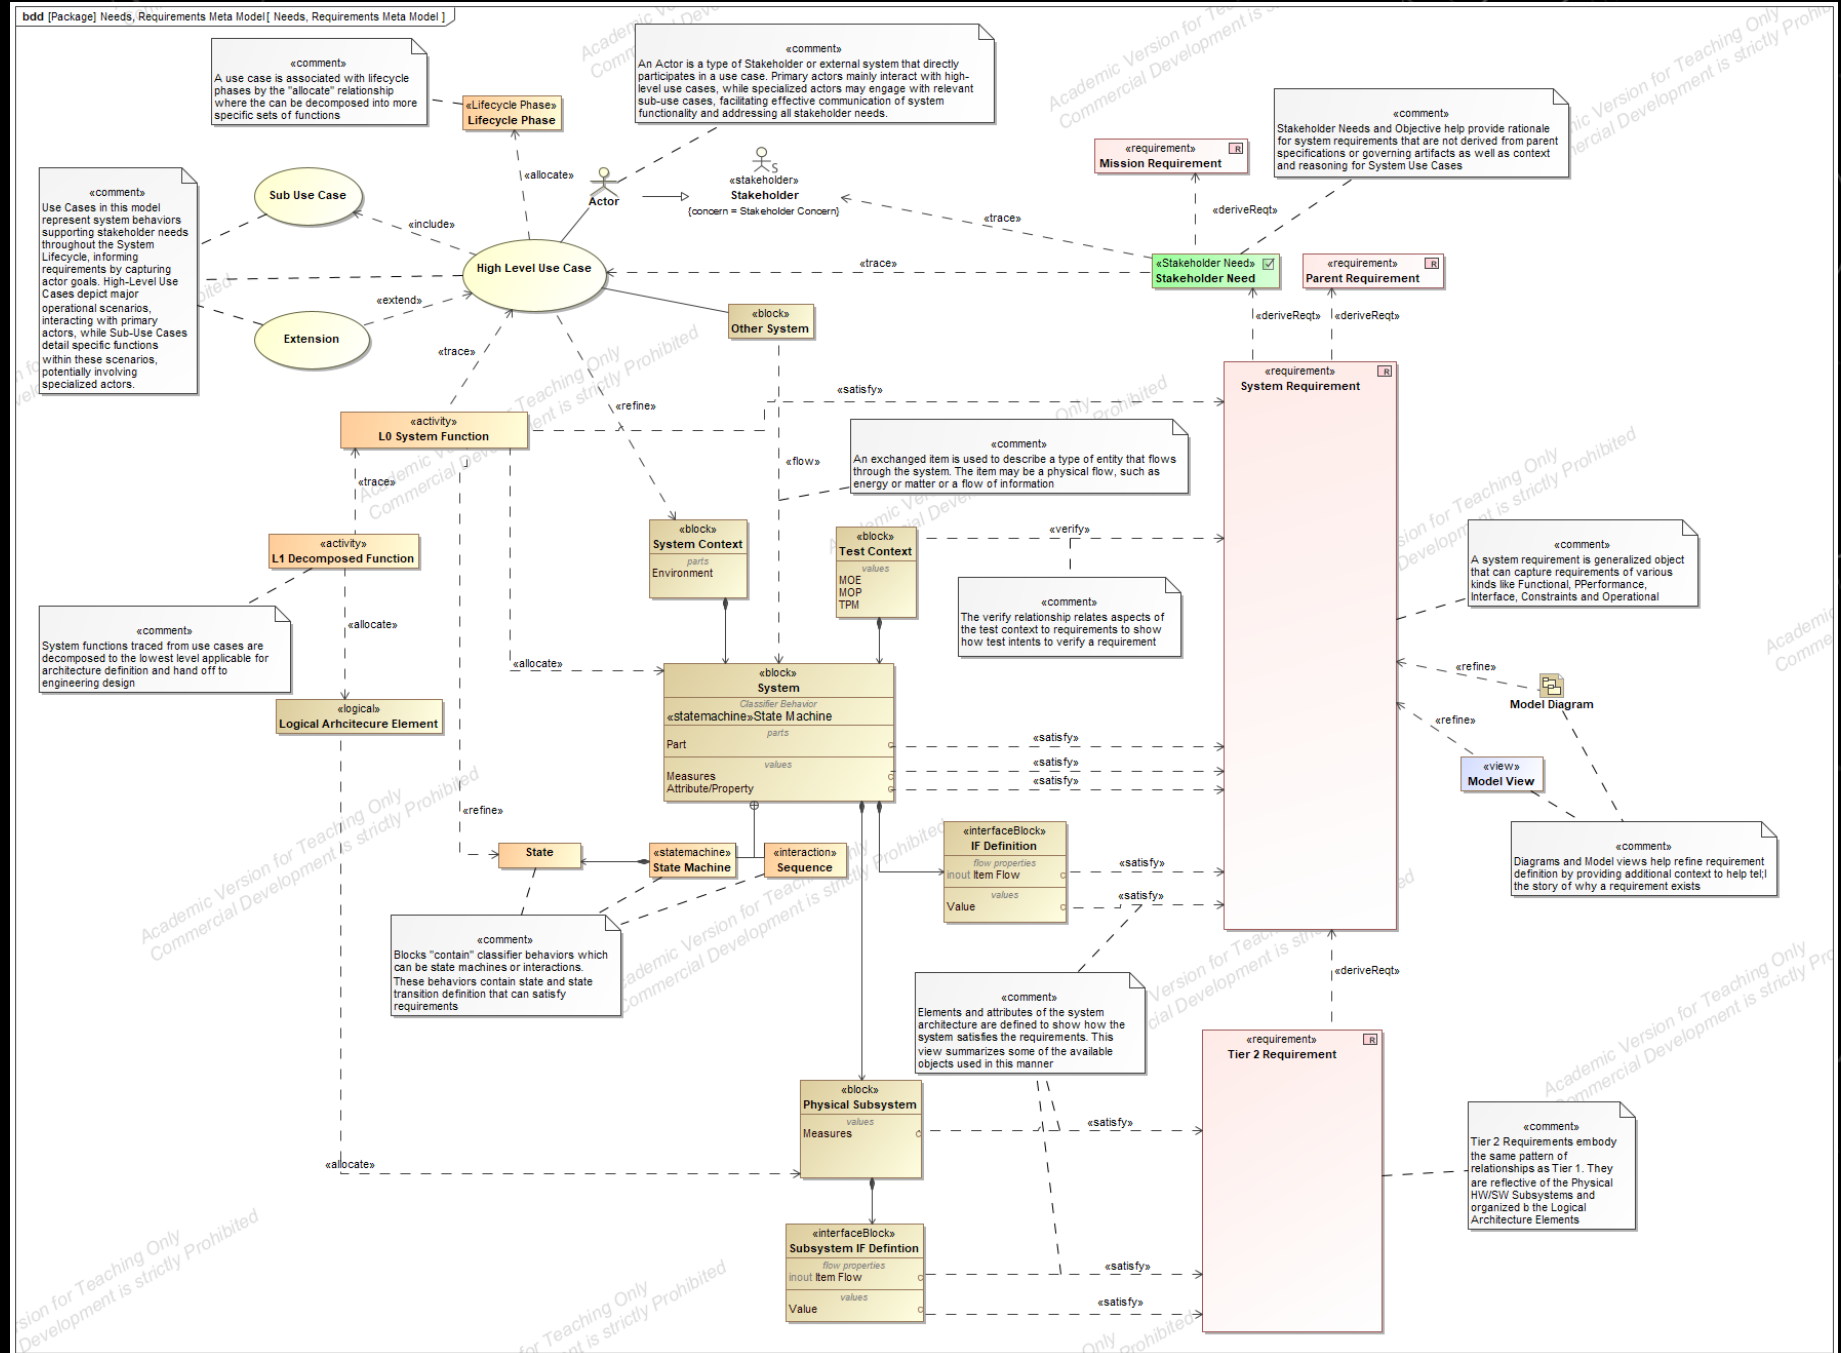 bdd [Package] Needs, Requirements Meta Model[ Needs, Requirements Meta Model ]
«comment»
A use case is associated with lifecycle
phases by the "allocate" relationship
where the can be decomposed into more
specific sets of functions
«Lifecycle Phase»
Lifecycle Phase
«comment»
An Actor is a type of Stakeholder or external system that directly
participates in a use case. Primary actors mainly interact with high-
level use cases, while specialized actors may engage with relevant
sub-use cases, facilitating effective communication of system
functionality and addressing all stakeholder needs.
«requirement»
Mission Requirement
«comment»
Stakeholder Needs and Objective help provide rationale
for system requirements that are not derived from parent
specifications or governing artifacts as well as context
and reasoning for System Use Cases
«comment»
Use Cases in this model
represent system behaviors
supporting stakeholder needs
throughout the System
Lifecycle, informing
requirements by capturing
actor goals. High-Level Use
Cases depict major
operational scenarios,
interacting with primary
actors, while Sub-Use Cases
detail specific functions
within these scenarios,
potentially involving
specialized actors.
Sub Use Case
«include»
«allocate»
Actor
S
«stakeholder»
Stakeholder
{concern = Stakeholder Concern}
«trace»
«deriveReqt»
High Level Use Case
«trace»
«Stakeholder Need»
Stakeholder Need
«requirement»
Parent Requirement
«extend»
Extension
«block»
Other System
«deriveReqt»
«deriveReqt»
«trace»
«requirement»
System Requirement
«satisfy»
«refine»
«activity»
L0 System Function
«flow»
«comment»
An exchanged item is used to describe a type of entity that flows
through the system. The item may be a physical flow, such as
energy or matter or a flow of information
«trace»
«activity»
L1 Decomposed Function
«block»
System Context
parts
Environment
«block»
Test Context
values
MOE
MOP
TPM
«verify»
«comment»
The verify relationship relates aspects of
the test context to requirements to show
how test intents to verify a requirement
«comment»
A system requirement is generalized object
that can capture requirements of various
kinds like Functional, PPerformance,
Interface, Constraints and Operational
«comment»
System functions traced from use cases are
decomposed to the lowest level applicable for
architecture definition and hand off to
engineering design
«allocate»
«allocate»
«logical»
Logical Arhcitecure Element
«block»
System
Classifier Behavior
«statemachine»State Machine
parts
Part
values
Measures
Attribute/Property
«satisfy»
«satisfy»
«satisfy»
«refine»
Model Diagram
«refine»
«view»
Model View
«comment»
Diagrams and Model views help refine requirement
definition by providing additional context to help tel;l
the story of why a requirement exists
«refine»
State
«statemachine»
State Machine
«interaction»
Sequence
«interfaceBlock»
IF Definition
flow properties
inout Item Flow
values
Value
«satisfy»
«satisfy»
«comment»
Blocks "contain" classifier behaviors which
can be state machines or interactions.
These behaviors contain state and state
transition definition that can satisfy
requirements
«comment»
Elements and attributes of the system
architecture are defined to show how the
system satisfies the requirements. This
view summarizes some of the available
objects used in this manner
«deriveReqt»
«requirement»
Tier 2 Requirement
«block»
Physical Subsystem
values
Measures
«satisfy»
«allocate»
«comment»
Tier 2 Requirements embody
the same pattern of
relationships as Tier 1. They
are reflective of the Physical
HW/SW Subsystems and
organized b the Logical
Architecture Elements
«interfaceBlock»
Subsystem IF Defintion
flow properties
inout Item Flow
values
Value
«satisfy»
«satisfy»
Academic Version for Teaching Only
Commercial Development is strictly Prohibited